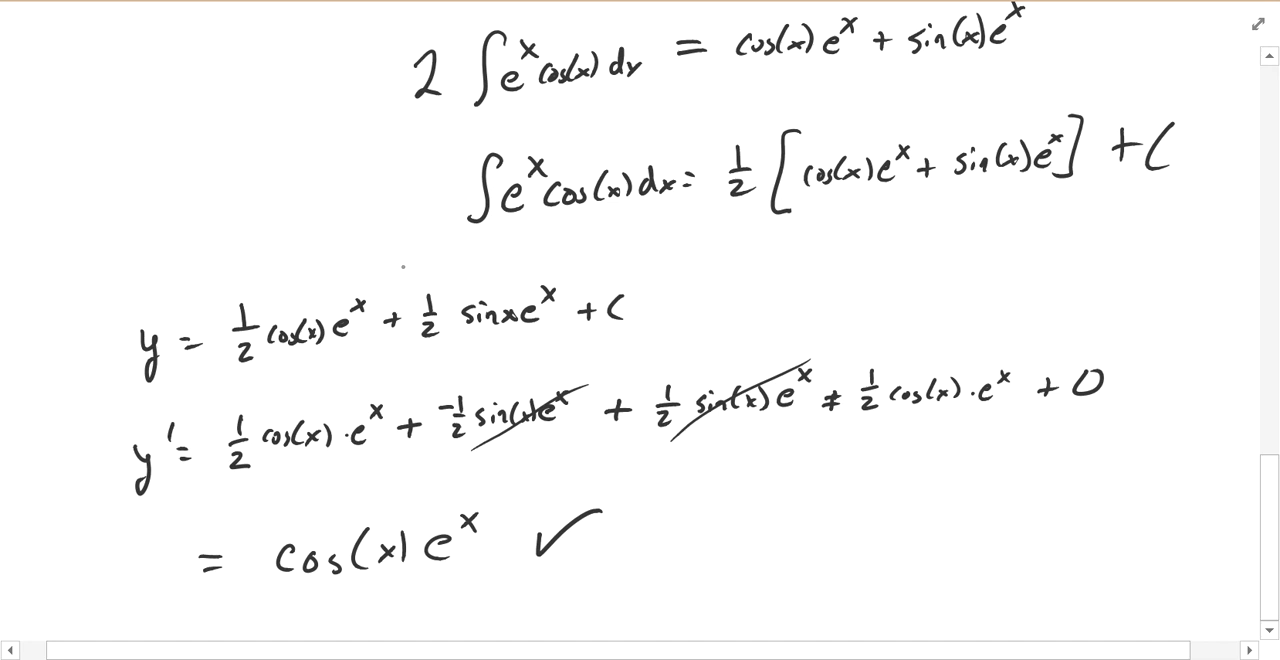 2 ∫e^x cos(x) dx = cos(x) e^x + sin(x) e^x
∫e^x cos(x) dx = 1/2 [cos(x) e^x + sin(x) e^x] + C
y = 1/2 cos(x) e^x + 1/2 sin x e^x + C
y' = 1/2 cos(x) · e^x + -1/2 sin(x) e^x + 1/2 sin(x) e^x + 1/2 cos(x) · e^x + 0
= cos(x) e^x ✓